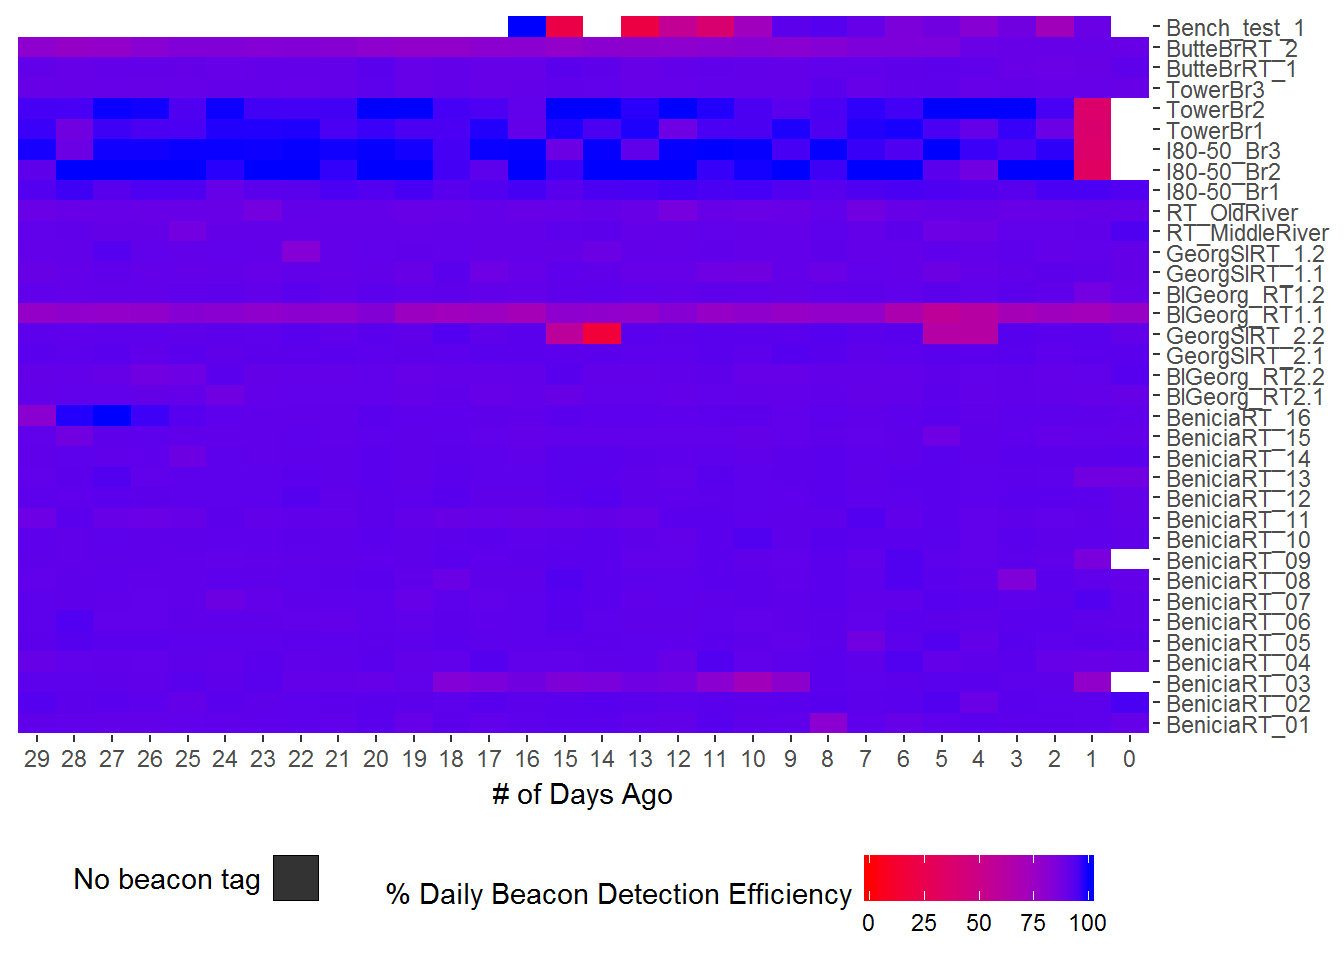 Bench_test_1
ButteBrRT_2
ButteBrRT_1
TowerBr3
TowerBr2
TowerBr1
I80-50_Br3
I80-50_Br2
I80-50_Br1
RT_OldRiver
RT_MiddleRiver
GeorgSlRT_1.2
GeorgSlRT_1.1
BlGeorg_RT1.2
BlGeorg_RT1.1
GeorgSlRT_2.2
GeorgSlRT_2.1
BlGeorg_RT2.2
BlGeorg_RT2.1
BeniciaRT_16
BeniciaRT_15
BeniciaRT_14
BeniciaRT_13
BeniciaRT_12
BeniciaRT_11
BeniciaRT_10
BeniciaRT_09
BeniciaRT_08
BeniciaRT_07
BeniciaRT_06
BeniciaRT_05
BeniciaRT_04
BeniciaRT_03
BeniciaRT_02
BeniciaRT_01
29 28 27 26 25 24 23 22 21 20 19 18 17 16 15 14 13 12 11 10 9 8 7 6 5 4 3 2 1 0
# of Days Ago
No beacon tag
% Daily Beacon Detection Efficiency
0 25 50 75 100